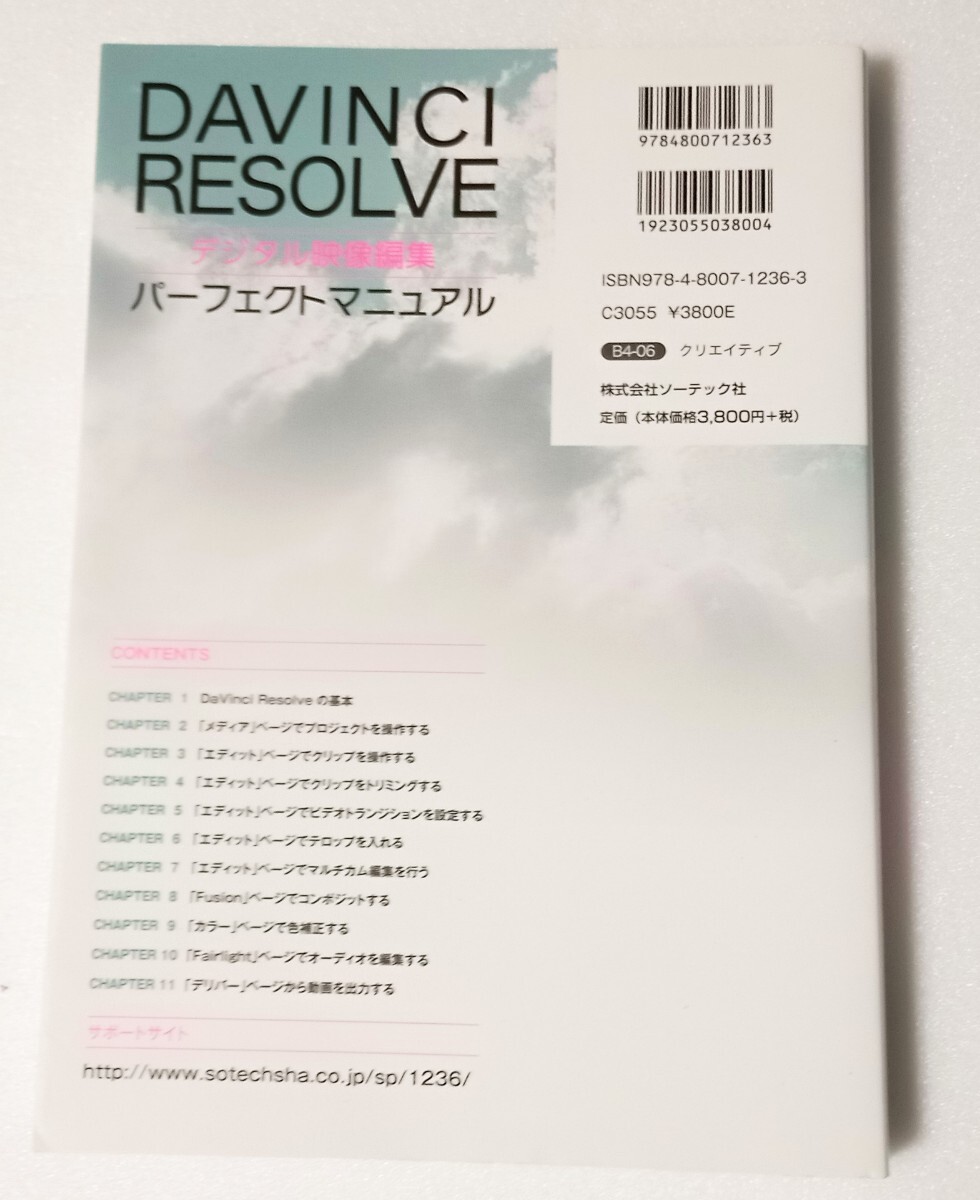 DAVINCI
RESOLVE
デジタル映像編集
パーフェクトマニュアル
9784800712363
1923055038004
ISBN978-4-8007-1236-3
C3055 ¥3800E
B4-06 クリエイティブ
株式会社ソーテック社
定価（本体価格3,800円+税）
CONTENTS
CHAPTER 1 DaVinci Resolveの基本
CHAPTER 2 「メディア」ページでプロジェクトを操作する
CHAPTER 3 「エディット」ページでクリップを操作する
CHAPTER 4 「エディット」ページでクリップをトリミングする
CHAPTER 5 「エディット」ページでビデオトランジションを設定する
CHAPTER 6 「エディット」ページでテロップを入れる
CHAPTER 7 「エディット」ページでマルチカム編集を行う
CHAPTER 8 「Fusion」ページでコンポジットする
CHAPTER 9 「カラー」ページで色補正する
CHAPTER 10 「Fairlight」ページでオーディオを編集する
CHAPTER 11 「デリバー」ページから動画を出力する
サポートサイト
http://www.sotechsha.co.jp/sp/1236/